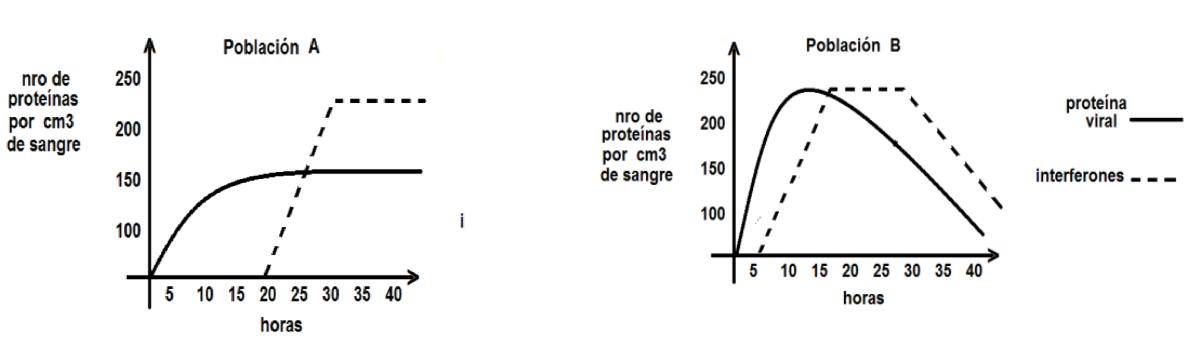 Población A
nro de
proteínas
por cm3
de sangre
250
200
150
100
5 10 15 20 25 30 35 40
horas
i
Población B
nro de
proteínas
por cm3
de sangre
250
200
150
100
5 10 15 20 25 30 35 40
horas
proteína
viral
interferones